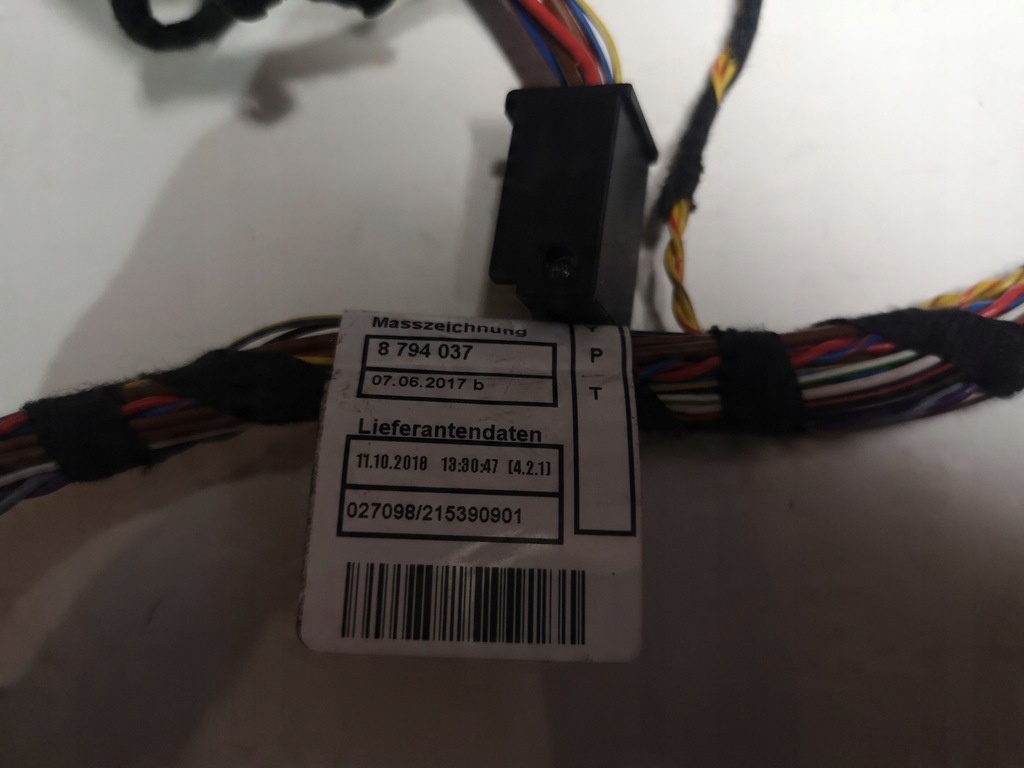 Masszeichnung
8 794 037
07.06.2017 b
Lieferantendaten
11.10.2018 13:30:47 (4.2.1)
027098/215390901
Y
P
T